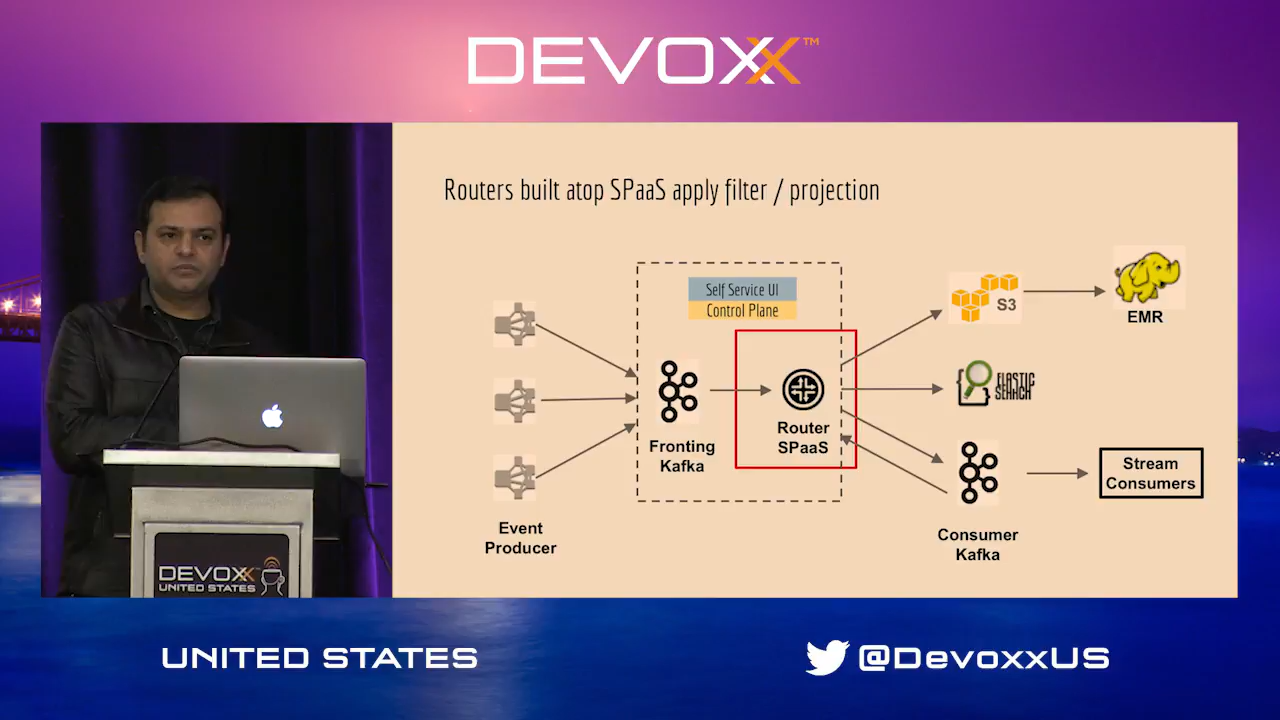 DEVOXX™
Routers built atop SPaaS apply filter / projection
Self Service UI
Control Plane
S3
EMR
ELASTIC
SEARCH
Router
SPaaS
Fronting
Kafka
Stream
Consumers
Event
Producer
Consumer
Kafka
DEVOXX™
UNITED STATES
UNITED STATES
@DevoxxUS